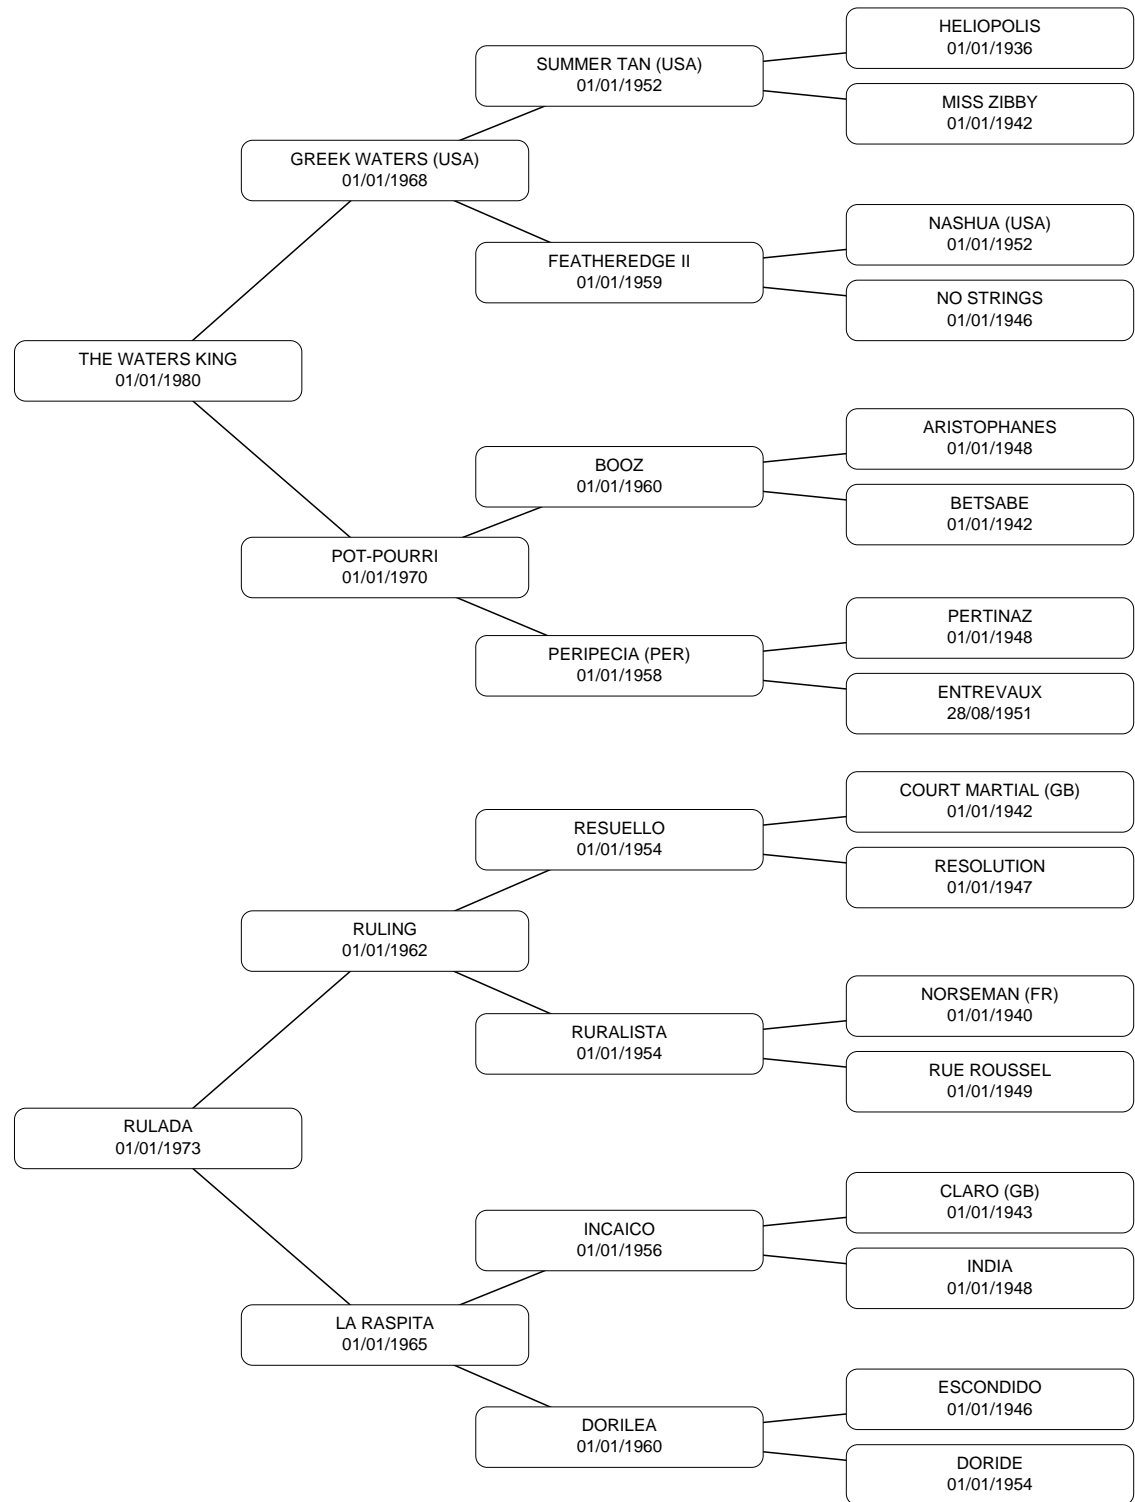 HELIOPOLIS
01/01/1936
SUMMER TAN (USA)
01/01/1952
MISS ZIBBY
01/01/1942
GREEK WATERS (USA)
01/01/1968
NASHUA (USA)
01/01/1952
FEATHEREDGE II
01/01/1959
NO STRINGS
01/01/1946
THE WATERS KING
01/01/1980
ARISTOPHANES
01/01/1948
BOOZ
01/01/1960
BETSABE
01/01/1942
POT-POURRI
01/01/1970
PERTINAZ
01/01/1948
PERIPECIA (PER)
01/01/1958
ENTREVAUX
28/08/1951
COURT MARTIAL (GB)
01/01/1942
RESUELLO
01/01/1954
RESOLUTION
01/01/1947
RULING
01/01/1962
NORSEMAN (FR)
01/01/1940
RURALISTA
01/01/1954
RUE ROUSSEL
01/01/1949
RULADA
01/01/1973
CLARO (GB)
01/01/1943
INCAICO
01/01/1956
INDIA
01/01/1948
LA RASPITA
01/01/1965
ESCONDIDO
01/01/1946
DORILEA
01/01/1960
DORIDE
01/01/1954